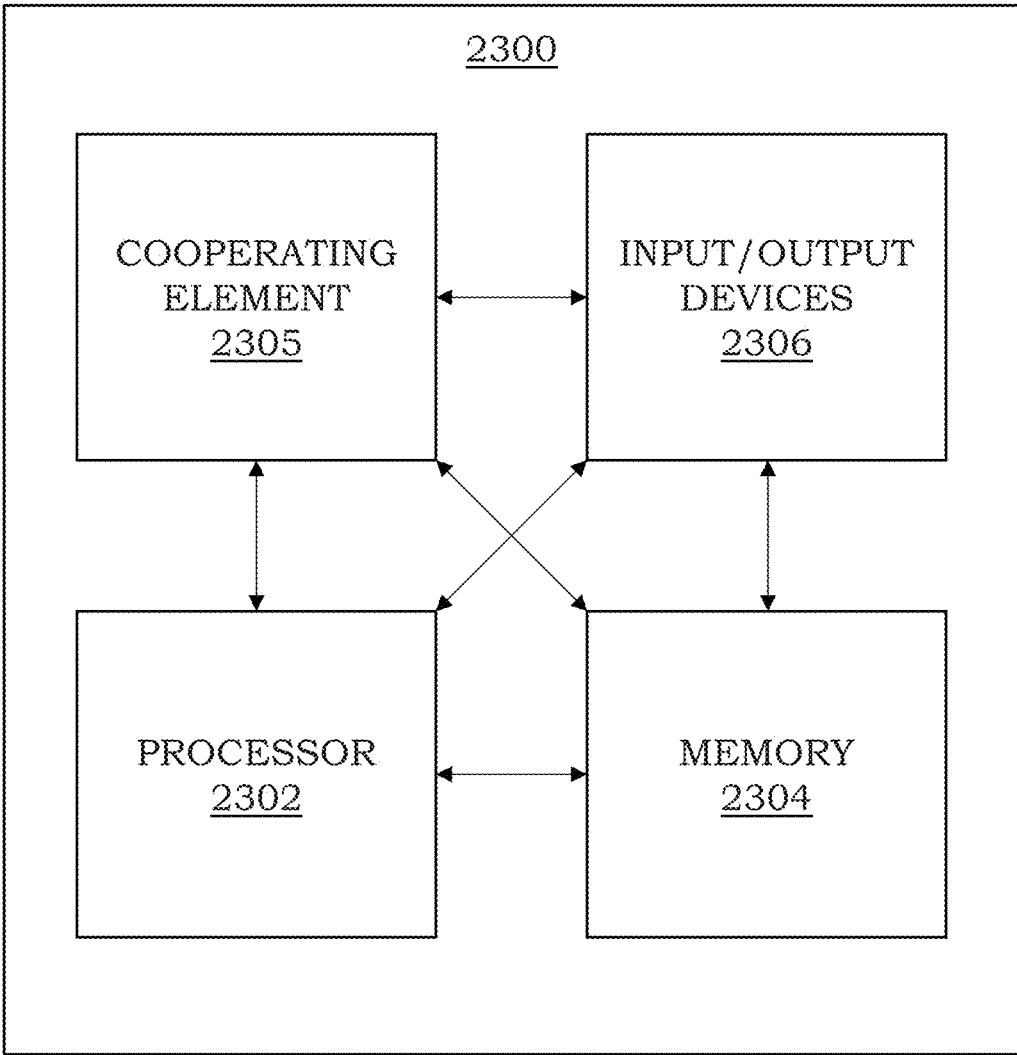 2300
COOPERATING
ELEMENT
2305
INPUT/OUTPUT
DEVICES
2306
PROCESSOR
2302
MEMORY
2304